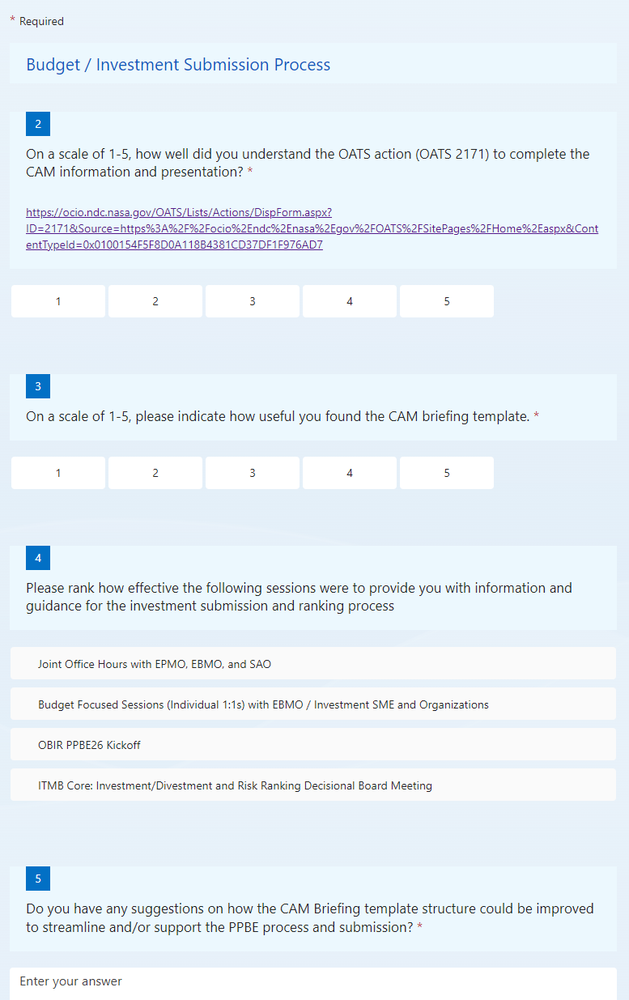 * Required
Budget / Investment Submission Process
2
On a scale of 1-5, how well did you understand the OATS action (OATS 2171) to complete the
CAM information and presentation? *
https://ocio.ndc.nasa.gov/OATS/Lists/Actions/DispForm.aspx?
ID=2171&Source=https%3A%2F%2Focio%2Endc%2Enasa%2Egov%2FOATS%2FSitePages%2FHome%2Easpx&Cont
entTypeId=0x0100154F5F8D0A118B4381CD37DF1F976AD7
1 2 3 4 5
3
On a scale of 1-5, please indicate how useful you found the CAM briefing template. *
1 2 3 4 5
4
Please rank how effective the following sessions were to provide you with information and
guidance for the investment submission and ranking process
Joint Office Hours with EPMO, EBMO, and SAO
Budget Focused Sessions (Individual 1:1s) with EBMO / Investment SME and Organizations
OBIR PPBE26 Kickoff
ITMB Core: Investment/Divestment and Risk Ranking Decisional Board Meeting
5
Do you have any suggestions on how the CAM Briefing template structure could be improved
to streamline and/or support the PPBE process and submission? *
Enter your answer